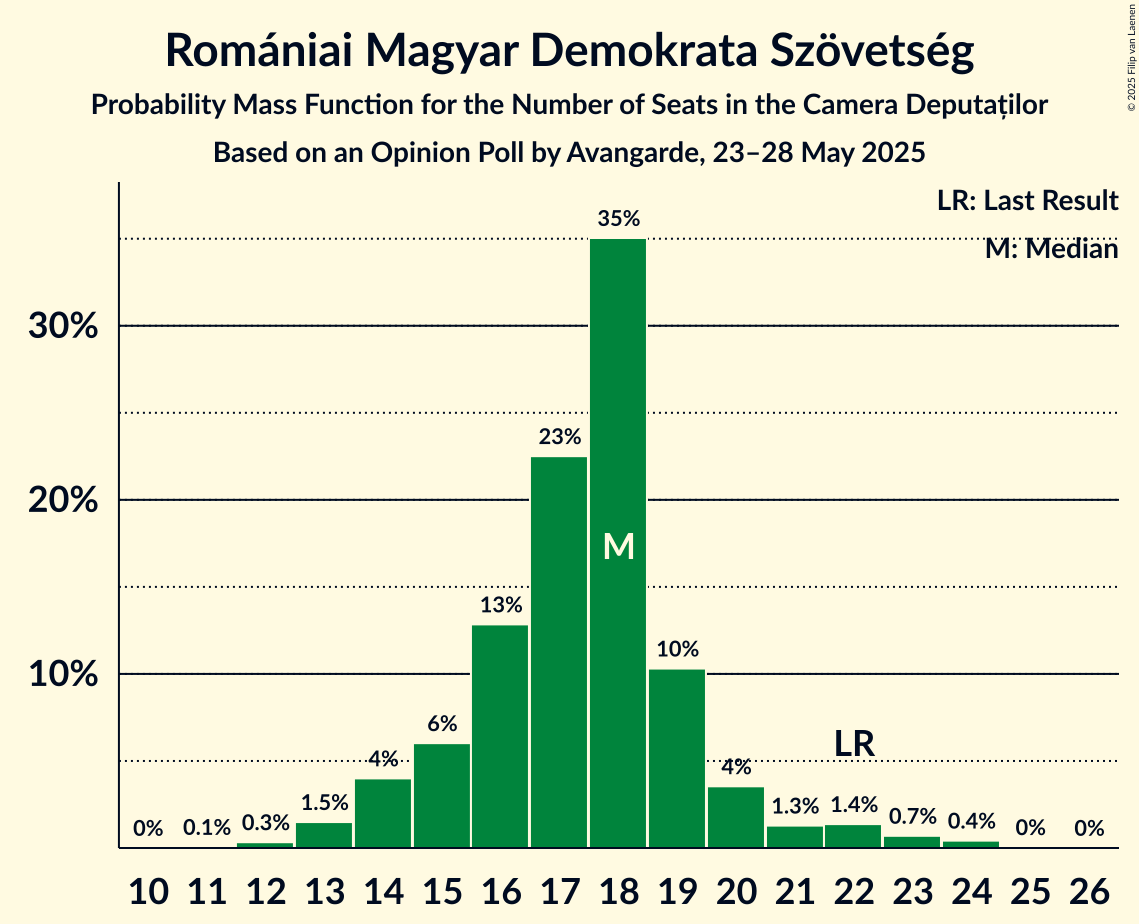 Romániai Magyar Demokrata Szövetség
Probability Mass Function for the Number of Seats in the Camera Deputaților
Based on an Opinion Poll by Avangarde, 23–28 May 2025
© 2025 Filip van Laenen
LR: Last Result
M: Median
30%
20%
10%
0%
0.1%
0.3%
1.5%
4%
6%
13%
23%
35%
M
10%
4%
1.3%
LR
1.4%
0.7%
0.4%
0%
0%
10 11 12 13 14 15 16 17 18 19 20 21 22 23 24 25 26